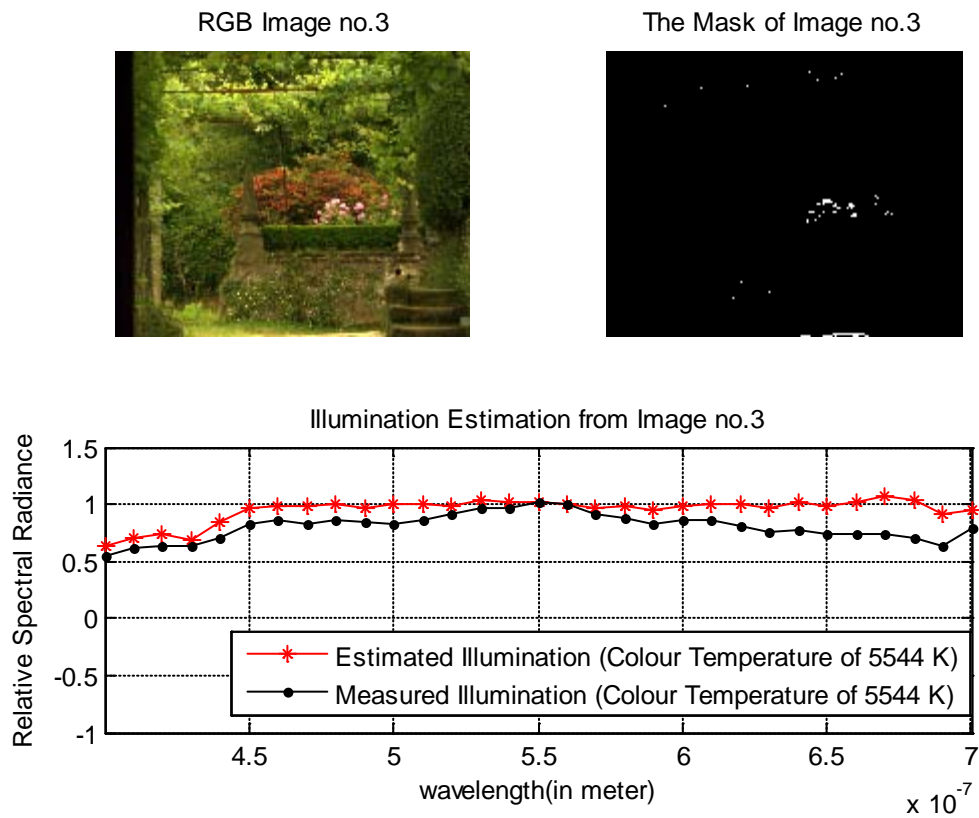 RGB Image no.3
The Mask of Image no.3
Illumination Estimation from Image no.3
Relative Spectral Radiance
1.5
1
0.5
0
-0.5
-1
Estimated Illumination (Colour Temperature of 5544 K)
Measured Illumination (Colour Temperature of 5544 K)
4.5 5 5.5 6 6.5 7
wavelength(in meter)
x 10^-7